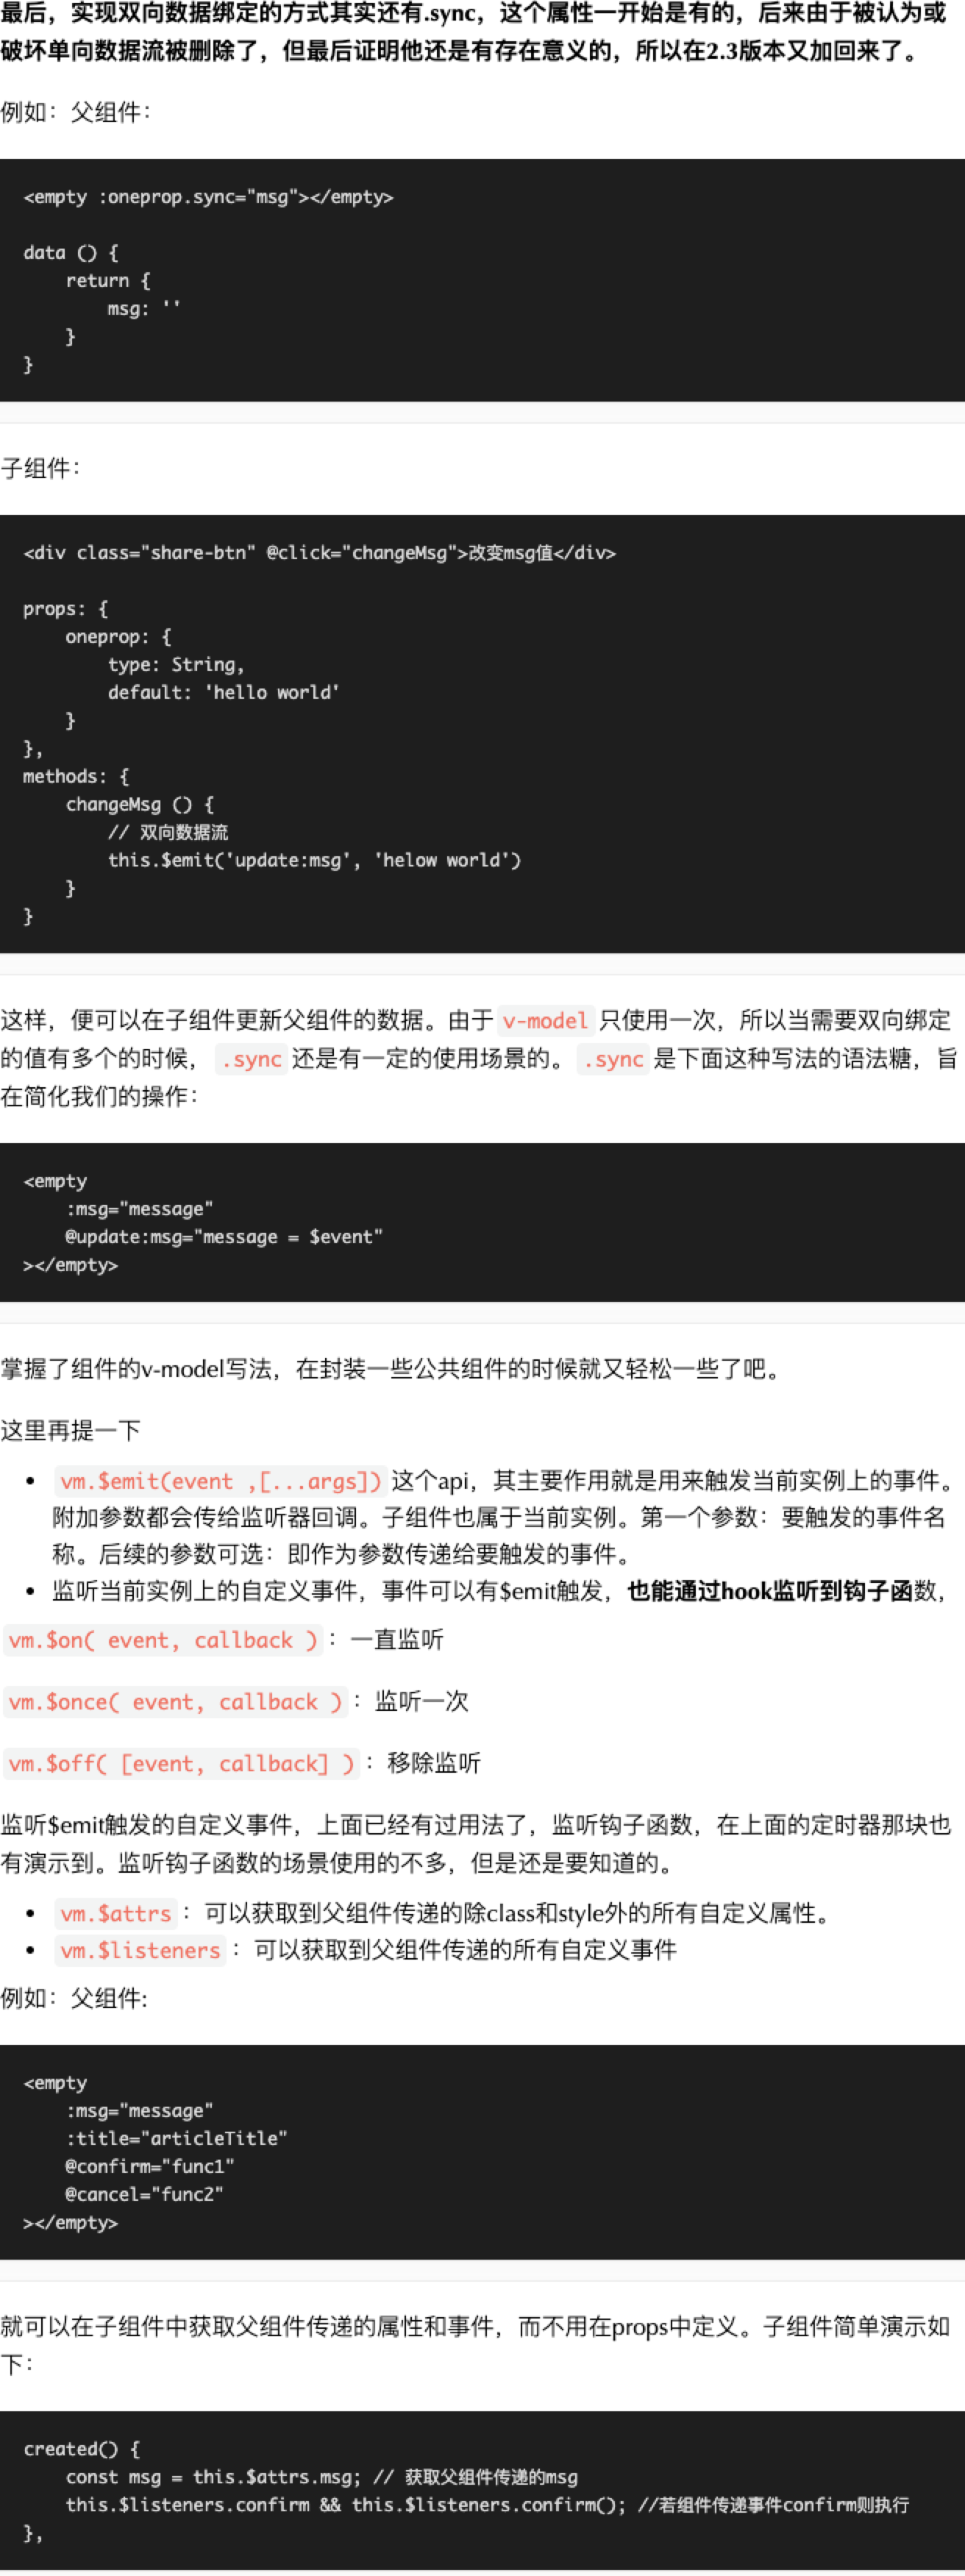 最后，实现双向数据绑定的方式其实还有.sync，这个属性一开始是有的，后来由于被认为或
破坏单向数据流被删除了，但最后证明他还是有存在意义的，所以在2.3版本又加回来了。
例如：父组件：
<empty :oneprop.sync="msg"></empty>
data () {
    return {
        msg: ''
    }
}
子组件：
<div class="share-btn" @click="changeMsg">改变msg值</div>
props: {
    oneprop: {
        type: String,
        default: 'hello world'
    }
},
methods: {
    changeMsg () {
        // 双向数据流
        this.$emit('update:msg', 'helow world')
    }
}
这样，便可以在子组件更新父组件的数据。由于 v-model 只使用一次，所以当需要双向绑定
的值有多个的时候， .sync 还是有一定的使用场景的。 .sync 是下面这种写法的语法糖，旨
在简化我们的操作：
<empty
    :msg="message"
    @update:msg="message = $event"
></empty>
掌握了组件的v-model写法，在封装一些公共组件的时候就又轻松一些了吧。
这里再提一下
• vm.$emit(event ,[...args]) 这个api，其主要作用就是用来触发当前实例上的事件。
附加参数都会传给监听器回调。子组件也属于当前实例。第一个参数：要触发的事件名
称。后续的参数可选：即作为参数传递给要触发的事件。
• 监听当前实例上的自定义事件，事件可以有$emit触发，也能通过hook监听到钩子函数，
vm.$on( event, callback ) ：一直监听
vm.$once( event, callback ) ：监听一次
vm.$off( [event, callback] ) ：移除监听
监听$emit触发的自定义事件，上面已经有过用法了，监听钩子函数，在上面的定时器那块也
有演示到。监听钩子函数的场景使用的不多，但是还是要知道的。
• vm.$attrs ：可以获取到父组件传递的除class和style外的所有自定义属性。
• vm.$listeners ：可以获取到父组件传递的所有自定义事件
例如：父组件:
<empty
    :msg="message"
    :title="articleTitle"
    @confirm="func1"
    @cancel="func2"
></empty>
就可以在子组件中获取父组件传递的属性和事件，而不用在props中定义。子组件简单演示如
下：
created() {
    const msg = this.$attrs.msg; // 获取父组件传递的msg
    this.$listeners.confirm && this.$listeners.confirm(); //若组件传递事件confirm则执行
},